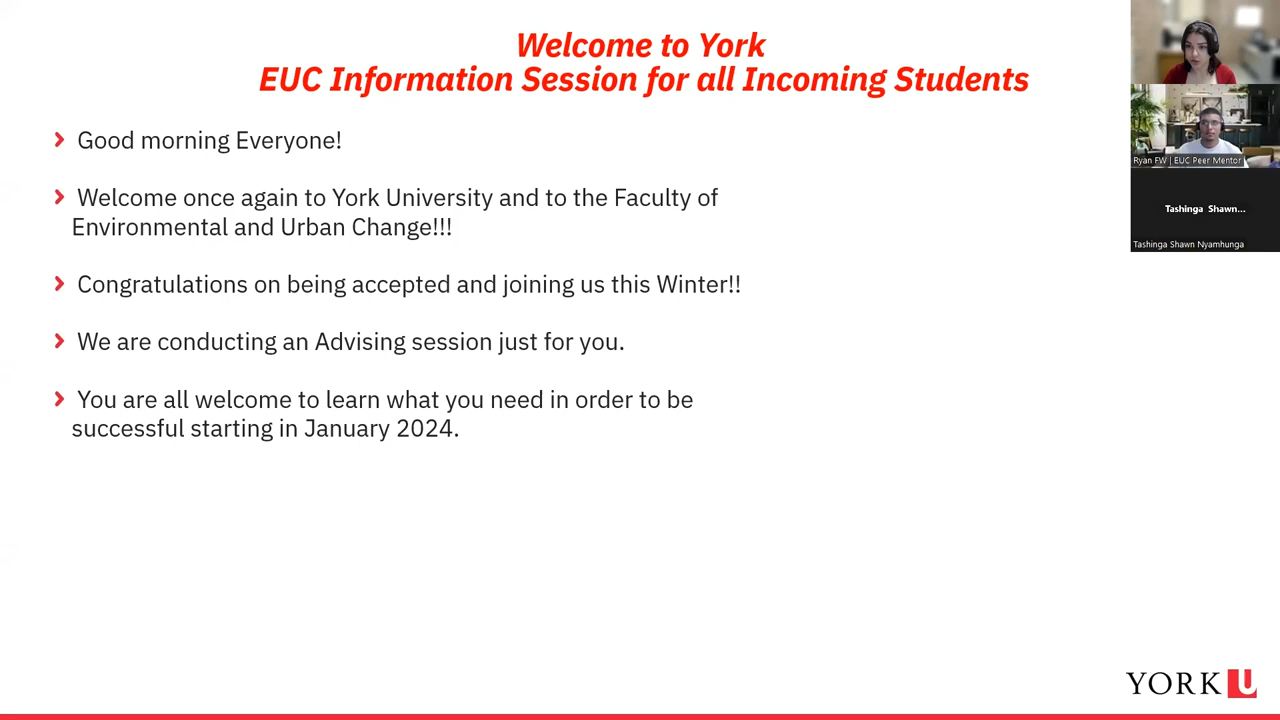 Welcome to York
EUC Information Session for all Incoming Students
Good morning Everyone!
Welcome once again to York University and to the Faculty of
Environmental and Urban Change!!!
Congratulations on being accepted and joining us this Winter!!
We are conducting an Advising session just for you.
You are all welcome to learn what you need in order to be
successful starting in January 2024.
Ryan FW | EUC Peer Mentor
Tashinga Shawn...
Tashinga Shawn Nyamhunga
YORK U